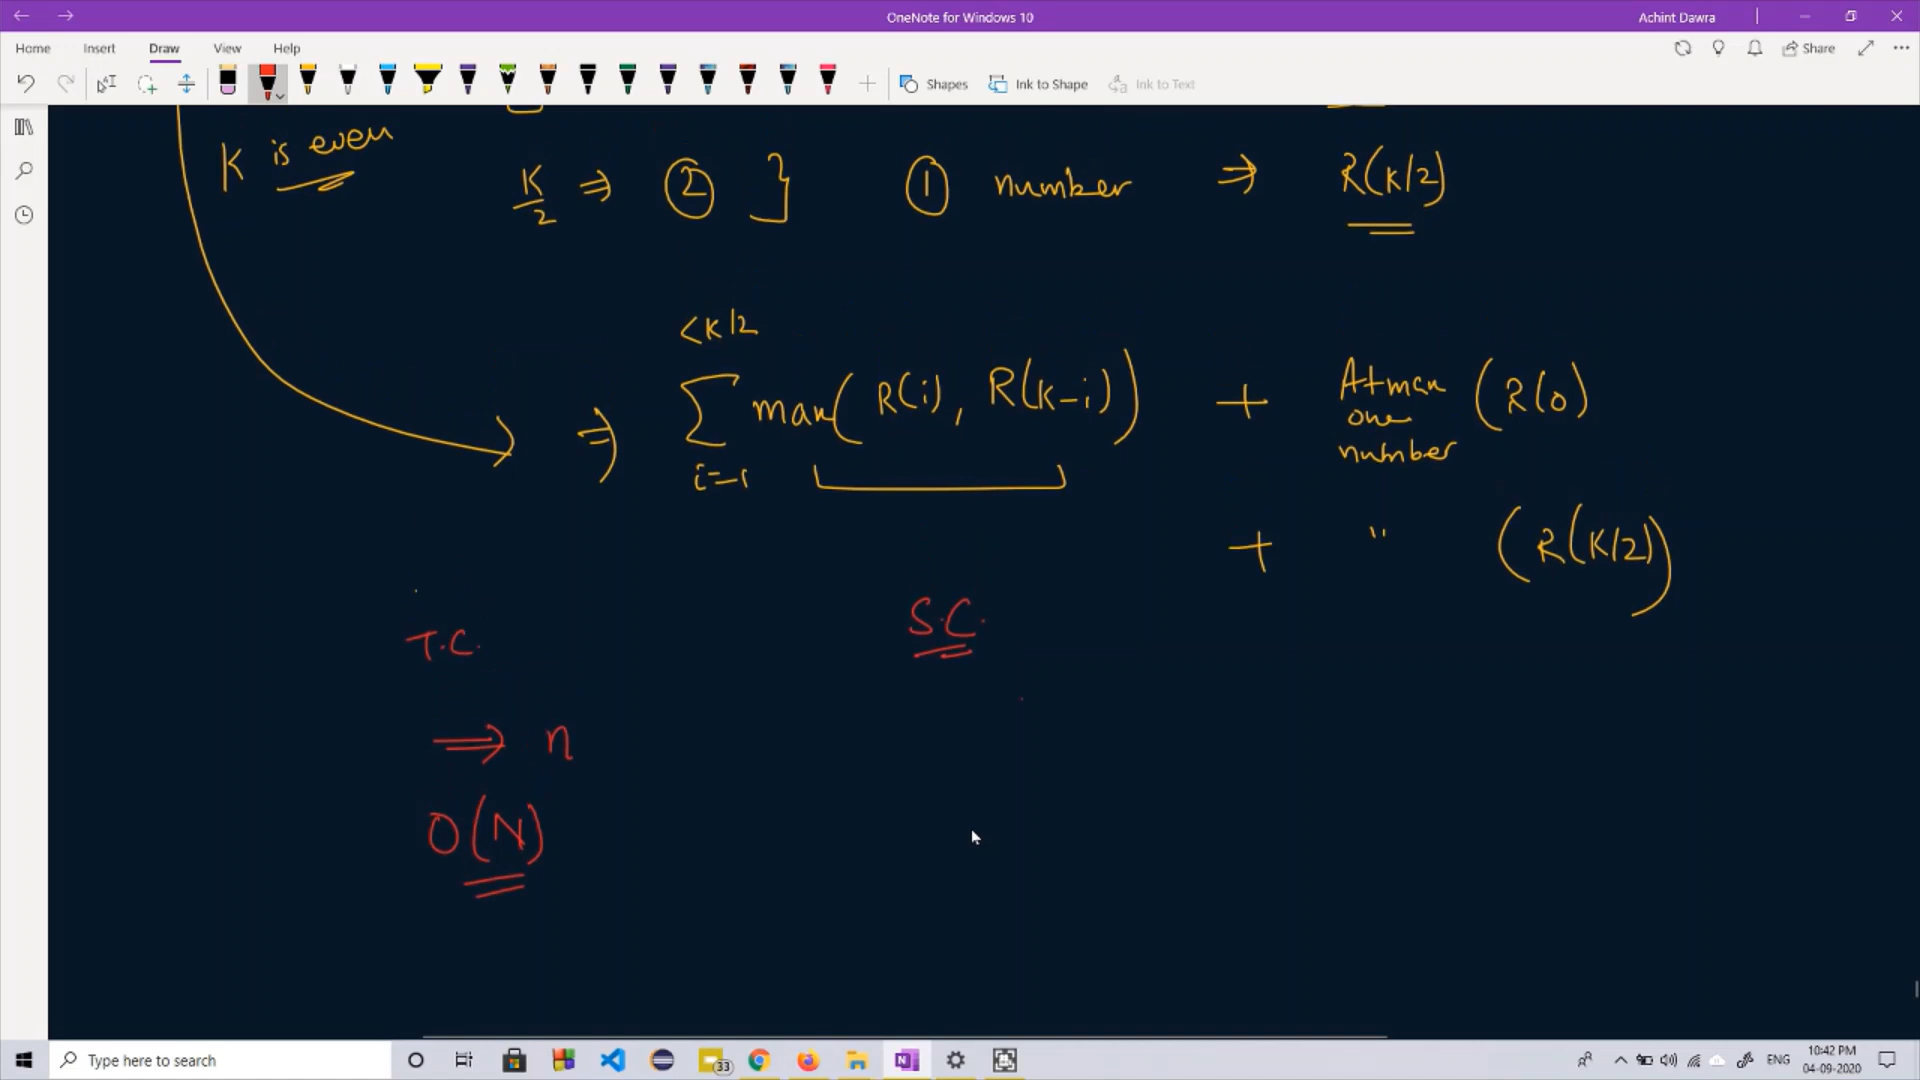 OneNote for Windows 10
Achint Dawra
Home Insert Draw View Help
Share
Shapes Ink to Shape Ink to Text
K is even
K/2 ⇒ ② ] ① number ⇒ R(K/2)
<K/2
⇒ ∑ max(R(i), R(K-i)) + Atmax one number (R(0)
i=1
+ " (R(K/2))
T.C. S.C.
⇒ n
O(N)
Type here to search
33
ENG
10:42 PM
04-09-2020